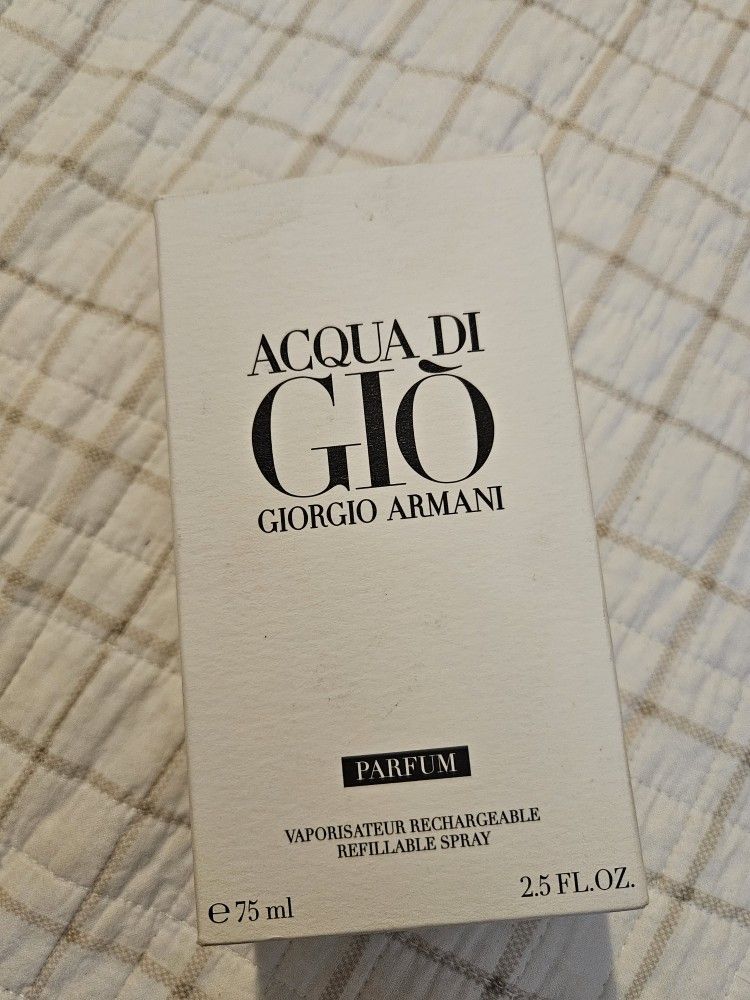 ACQUA DI
GIÒ
GIORGIO ARMANI
PARFUM
VAPORISATEUR RECHARGEABLE
REFILLABLE SPRAY
℮ 75 ml
2.5 FL.OZ.